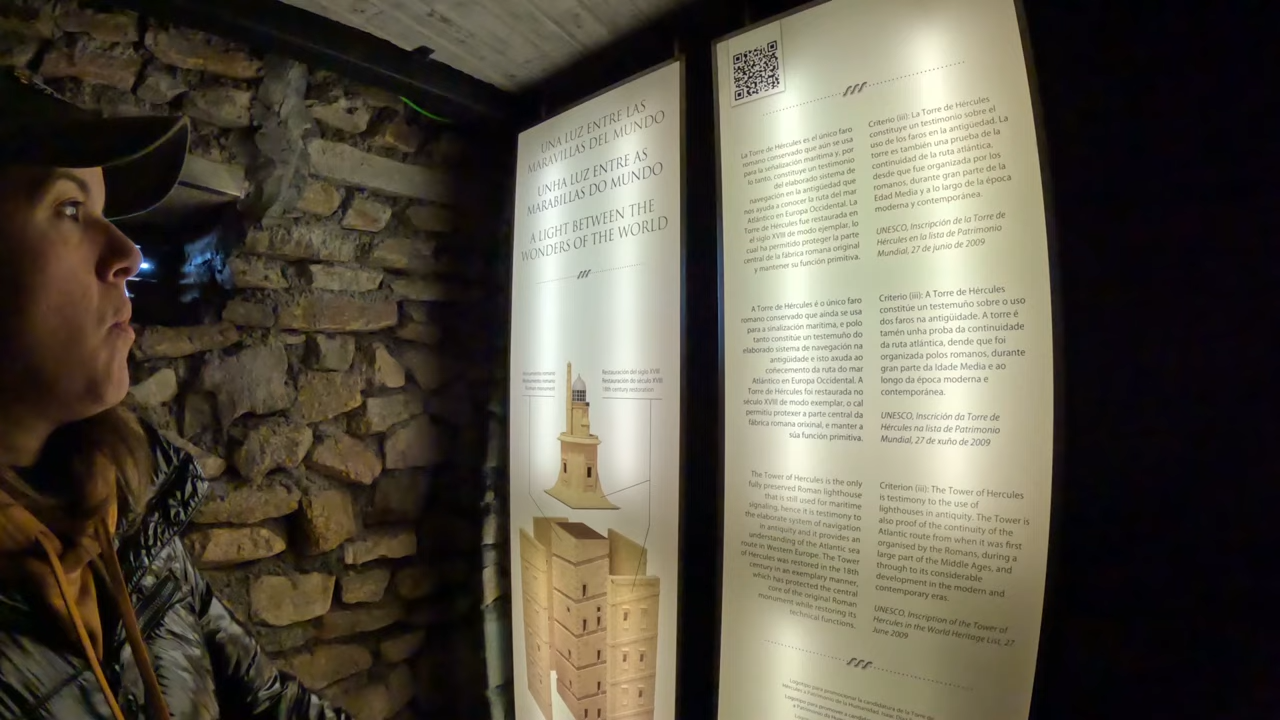 UNA LUZ ENTRE LAS
MARAVILLAS DEL MUNDO
UNHA LUZ ENTRE AS
MARABILLAS DO MUNDO
A LIGHT BETWEEN THE
WONDERS OF THE WORLD
Restauración del siglo XVIII
Restauración do século XVIII
18th century restoration
La Torre de Hércules es el único faro
romano conservado que aún se usa
para la señalización marítima y, por
lo tanto, constituye un testimonio
del elaborado sistema de
navegación en la antigüedad que
nos ayuda a conocer la ruta del mar
Atlántico en Europa Occidental. La
Torre de Hércules fue restaurada en
el siglo XVIII de modo ejemplar, lo
cual ha permitido proteger la parte
central de la fábrica romana original
y mantener su función primitiva.
Criterio (iii): La Torre de Hércules
constituye un testimonio sobre el
uso de los faros en la antigüedad. La
torre es también una prueba de la
continuidad de la ruta atlántica,
desde que fue organizada por los
romanos, durante gran parte de la
Edad Media y a lo largo de la época
moderna y contemporánea.
UNESCO, Inscripción de la Torre de
Hércules en la lista de Patrimonio
Mundial, 27 de junio de 2009
A Torre de Hércules é o único faro
romano conservado que aínda se usa
para a sinalización marítima, e polo
tanto constitúe un testemuño do
elaborado sistema de navegación na
antigüidade e isto axuda ao
coñecemento da ruta do mar
Atlántico en Europa Occidental. A
Torre de Hércules foi restaurada no
século XVIII de modo exemplar, o cal
permitiu protexer a parte central da
fábrica romana orixinal, e manter a
súa función primitiva.
Criterio (iii): A Torre de Hércules
constitúe un testemuño sobre o uso
dos faros na antigüidade. A torre é
tamén unha proba da continuidade
da ruta atlántica, dende que foi
organizada polos romanos, durante
gran parte da Idade Media e ao
longo da época moderna e
contemporánea.
UNESCO, Inscrición da Torre de
Hércules na lista de Patrimonio
Mundial, 27 de xuño de 2009
The Tower of Hercules is the only
fully preserved Roman lighthouse
that is still used for maritime
signaling, hence it is testimony to
the elaborate system of navigation
in antiquity and it provides an
understanding of the Atlantic sea
route in Western Europe. The Tower
of Hercules was restored in the 18th
century in an exemplary manner,
which has protected the central
core of the original Roman
monument while restoring its
technical functions.
Criterion (iii): The Tower of Hercules
is testimony to the use of
lighthouses in antiquity. The Tower is
also proof of the continuity of the
Atlantic route from when it was first
organised by the Romans, during a
large part of the Middle Ages, and
through to its considerable
development in the modern and
contemporary eras.
UNESCO, Inscription of the Tower of
Hercules in the World Heritage List, 27
June 2009
Logotipo para promocionar la candidatura de la Torre de